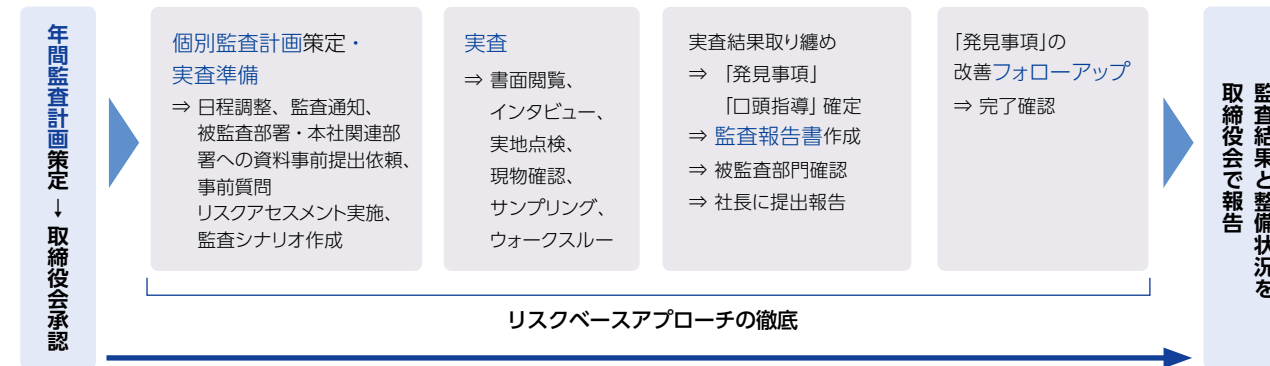 年間監査計画策定→取締役会承認
個別監査計画策定・
実査準備
⇒ 日程調整、監査通知、
被監査部署・本社関連部
署への資料事前提出依頼、
事前質問
リスクアセスメント実施、
監査シナリオ作成
実査
⇒ 書面閲覧、
インタビュー、
実地点検、
現物確認、
サンプリング、
ウォークスルー
実査結果取り纏め
⇒ 「発見事項」
「口頭指導」確定
⇒ 監査報告書作成
⇒ 被監査部門確認
⇒ 社長に提出報告
「発見事項」の
改善フォローアップ
⇒ 完了確認
監査結果と整備状況を
取締役会で報告
リスクベースアプローチの徹底